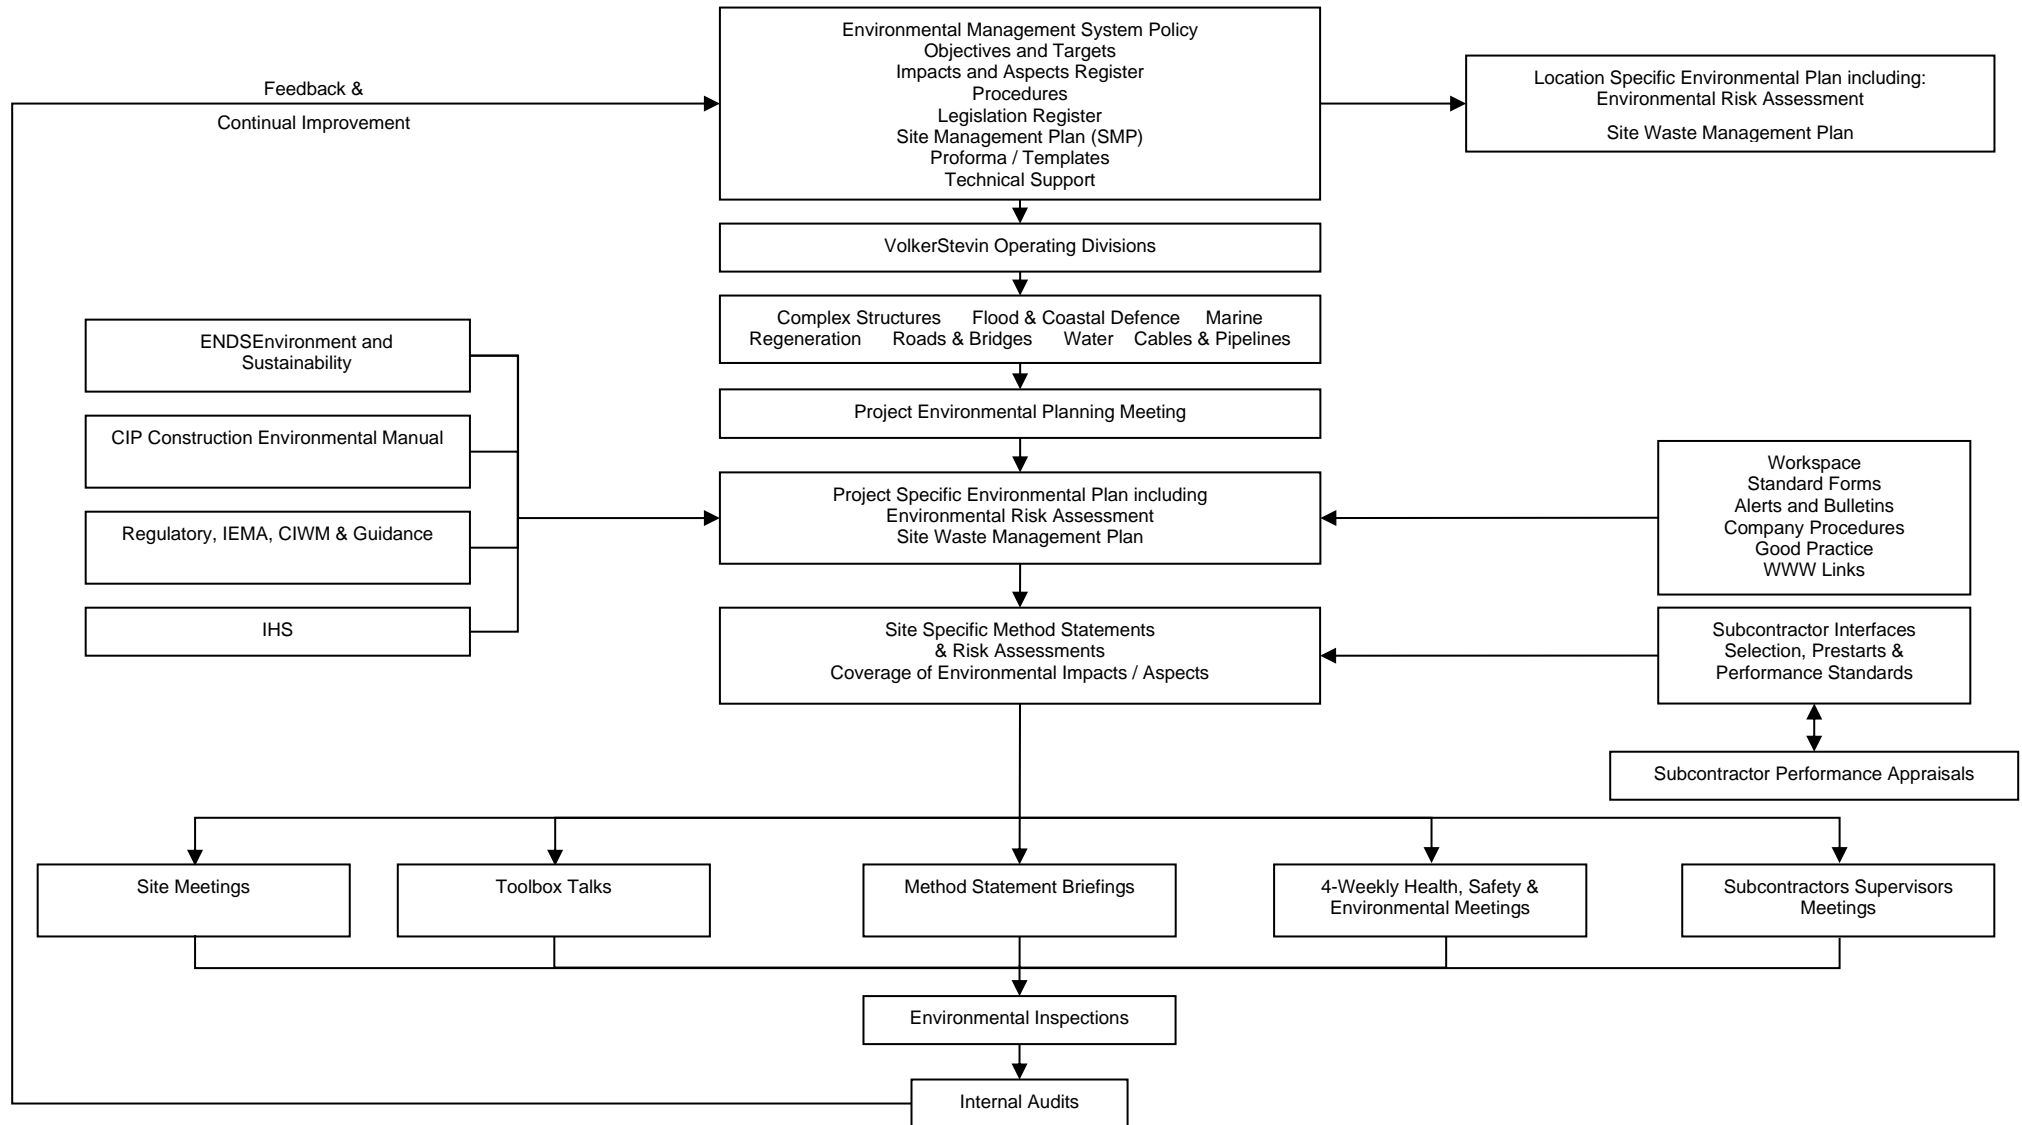 Environmental Management System Policy
Objectives and Targets
Impacts and Aspects Register
Procedures
Legislation Register
Site Management Plan (SMP)
Proforma / Templates
Technical Support
Feedback &
Continual Improvement
Location Specific Environmental Plan including:
Environmental Risk Assessment
Site Waste Management Plan
VolkerStevin Operating Divisions
Complex Structures Flood & Coastal Defence Marine
Regeneration Roads & Bridges Water Cables & Pipelines
Project Environmental Planning Meeting
ENDSEnvironment and
Sustainability
CIP Construction Environmental Manual
Regulatory, IEMA, CIWM & Guidance
IHS
Project Specific Environmental Plan including
Environmental Risk Assessment
Site Waste Management Plan
Workspace
Standard Forms
Alerts and Bulletins
Company Procedures
Good Practice
WWW Links
Site Specific Method Statements
& Risk Assessments
Coverage of Environmental Impacts / Aspects
Subcontractor Interfaces
Selection, Prestarts &
Performance Standards
Subcontractor Performance Appraisals
Site Meetings
Toolbox Talks
Method Statement Briefings
4-Weekly Health, Safety &
Environmental Meetings
Subcontractors Supervisors
Meetings
Environmental Inspections
Internal Audits